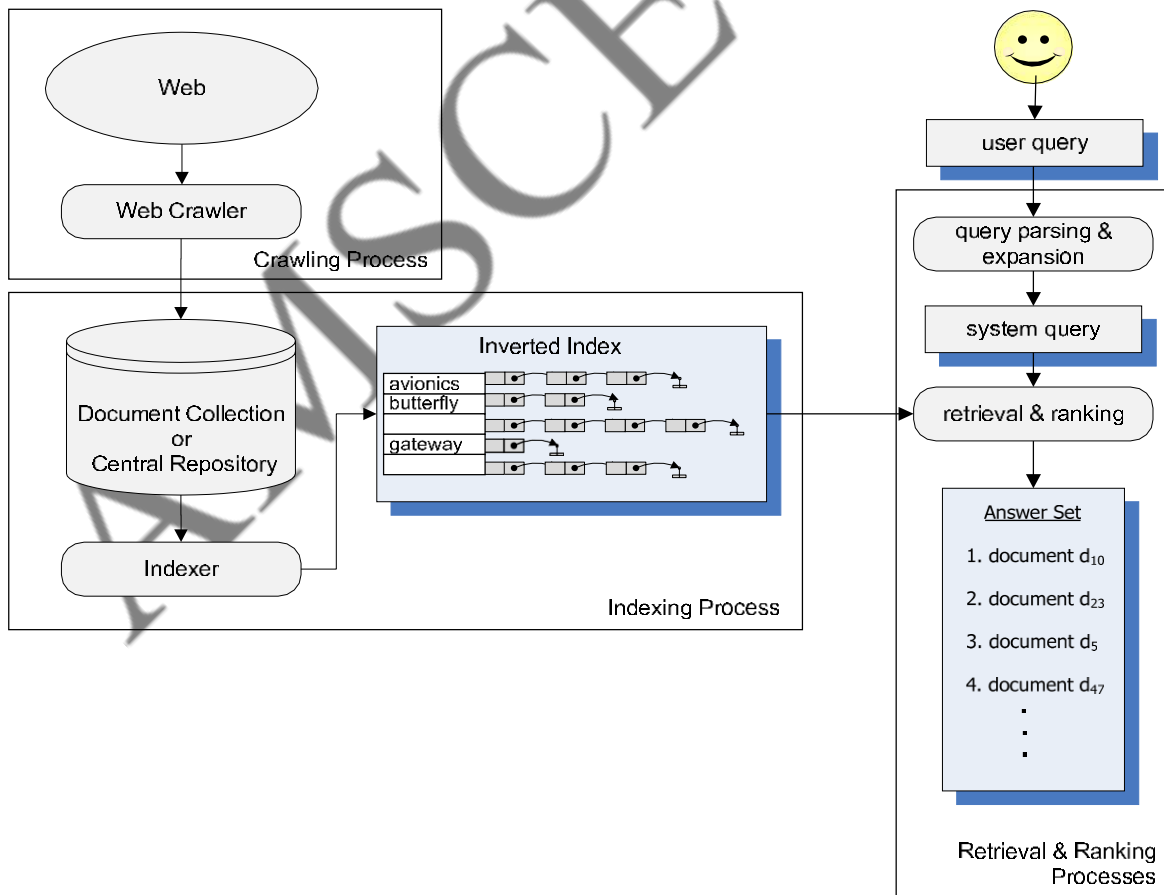 Web
Web Crawler
Crawling Process
Document Collection
or
Central Repository
Indexer
Inverted Index
avionics
butterfly
gateway
Indexing Process
user query
query parsing &
expansion
system query
retrieval & ranking
Answer Set
1. document d10
2. document d23
3. document d5
4. document d47
.
.
.
Retrieval & Ranking
Processes
AMSCE